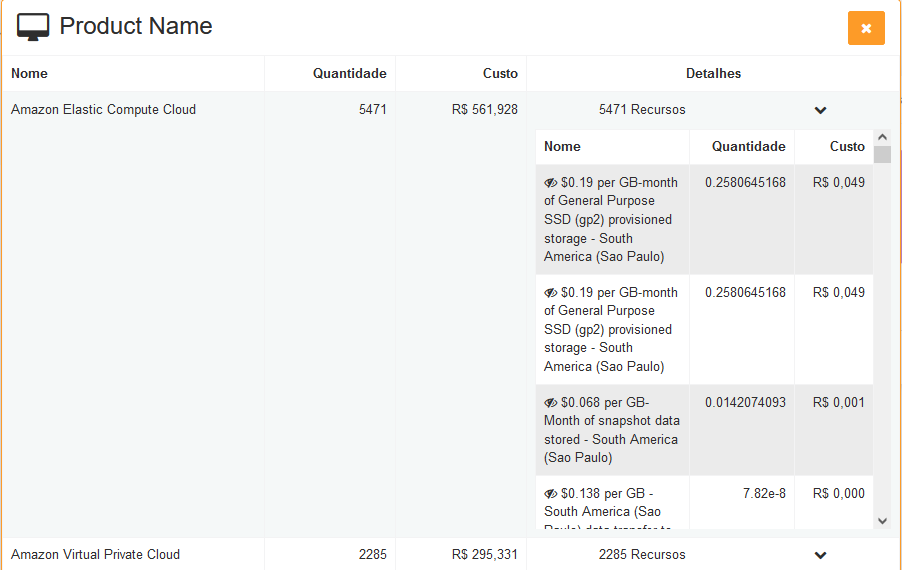 Product Name
Nome Quantidade Custo Detalhes
Amazon Elastic Compute Cloud 5471 R$ 561,928 5471 Recursos
Nome Quantidade Custo
$0.19 per GB-month 0.2580645168 R$ 0,049
of General Purpose
SSD (gp2) provisioned
storage - South
America (Sao Paulo)
$0.19 per GB-month 0.2580645168 R$ 0,049
of General Purpose
SSD (gp2) provisioned
storage - South
America (Sao Paulo)
$0.068 per GB- 0.0142074093 R$ 0,001
Month of snapshot data
stored - South America
(Sao Paulo)
$0.138 per GB - 7.82e-8 R$ 0,000
South America (Sao
Paulo) data transfer to
Amazon Virtual Private Cloud 2285 R$ 295,331 2285 Recursos